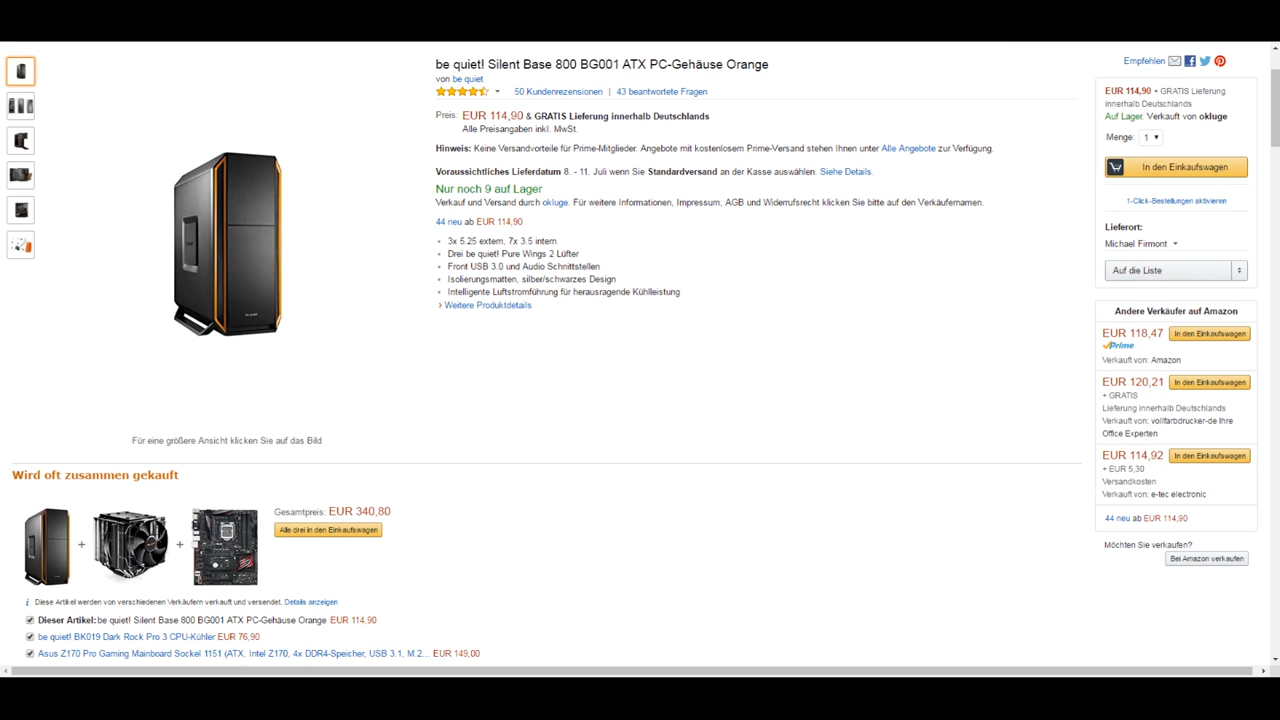 be quiet! Silent Base 800 BG001 ATX PC-Gehäuse Orange
von be quiet
50 Kundenrezensionen | 43 beantwortete Fragen
Preis: EUR 114,90 & GRATIS Lieferung innerhalb Deutschlands
Alle Preisangaben inkl. MwSt.
Hinweis: Keine Versandvorteile für Prime-Mitglieder. Angebote mit kostenlosem Prime-Versand stehen Ihnen unter Alle Angebote zur Verfügung.
Voraussichtliches Lieferdatum 8. - 11. Juli wenn Sie Standardversand an der Kasse auswählen. Siehe Details.
Nur noch 9 auf Lager
Verkauf und Versand durch okluge. Für weitere Informationen, Impressum, AGB und Widerrufsrecht klicken Sie bitte auf den Verkäufernamen.
44 neu ab EUR 114,90
3x 5.25 extern, 7x 3.5 intern
Drei be quiet! Pure Wings 2 Lüfter
Front USB 3.0 und Audio Schnittstellen
Isolierungsmatten, silber/schwarzes Design
Intelligente Luftstromführung für herausragende Kühlleistung
› Weitere Produktdetails
Für eine größere Ansicht klicken Sie auf das Bild
Empfehlen
EUR 114,90 + GRATIS Lieferung
innerhalb Deutschlands
Auf Lager. Verkauft von okluge
Menge: 1
In den Einkaufswagen
1-Click-Bestellungen aktivieren
Lieferort:
Michael Firmont
Auf die Liste
Andere Verkäufer auf Amazon
EUR 118,47 In den Einkaufswagen
Prime
Verkauft von: Amazon
EUR 120,21 In den Einkaufswagen
+ GRATIS
Lieferung innerhalb Deutschlands
Verkauft von: vollfarbdrucker-de Ihre
Office Experten
EUR 114,92 In den Einkaufswagen
+ EUR 5,30
Versandkosten
Verkauft von: e-tec electronic
44 neu ab EUR 114,90
Möchten Sie verkaufen?
Bei Amazon verkaufen
Wird oft zusammen gekauft
Gesamtpreis: EUR 340,80
Alle drei in den Einkaufswagen
+ +
i Diese Artikel werden von verschiedenen Verkäufern verkauft und versendet. Details anzeigen
Dieser Artikel: be quiet! Silent Base 800 BG001 ATX PC-Gehäuse Orange EUR 114,90
be quiet! BK019 Dark Rock Pro 3 CPU-Kühler EUR 76,90
Asus Z170 Pro Gaming Mainboard Sockel 1151 (ATX, Intel Z170, 4x DDR4-Speicher, USB 3.1, M.2... EUR 149,00